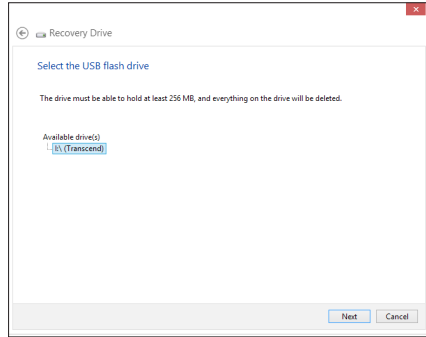 Recovery Drive
Select the USB flash drive
The drive must be able to hold at least 256 MB, and everything on the drive will be deleted.
Available drive(s)
I:\ (Transcend)
Next Cancel